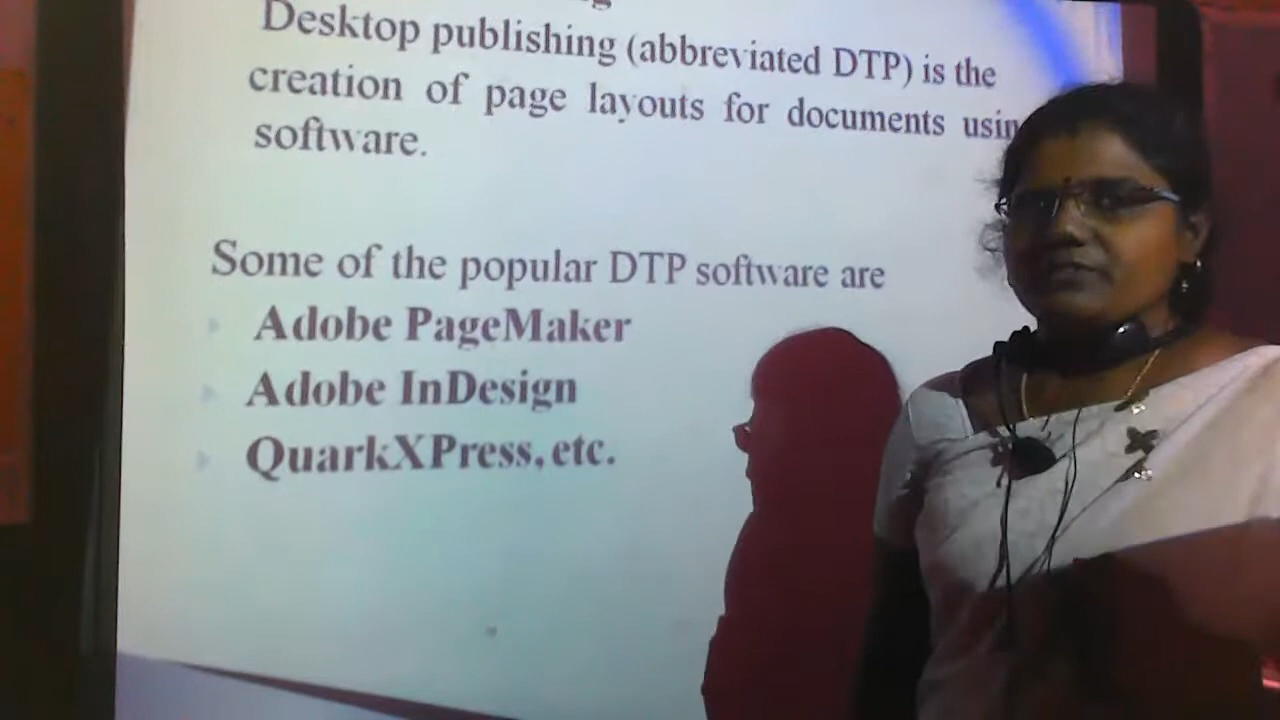 Desktop publishing (abbreviated DTP) is the
creation of page layouts for documents
software.
Some of the popular DTP software are
Adobe PageMaker
Adobe InDesign
QuarkXPress, etc.